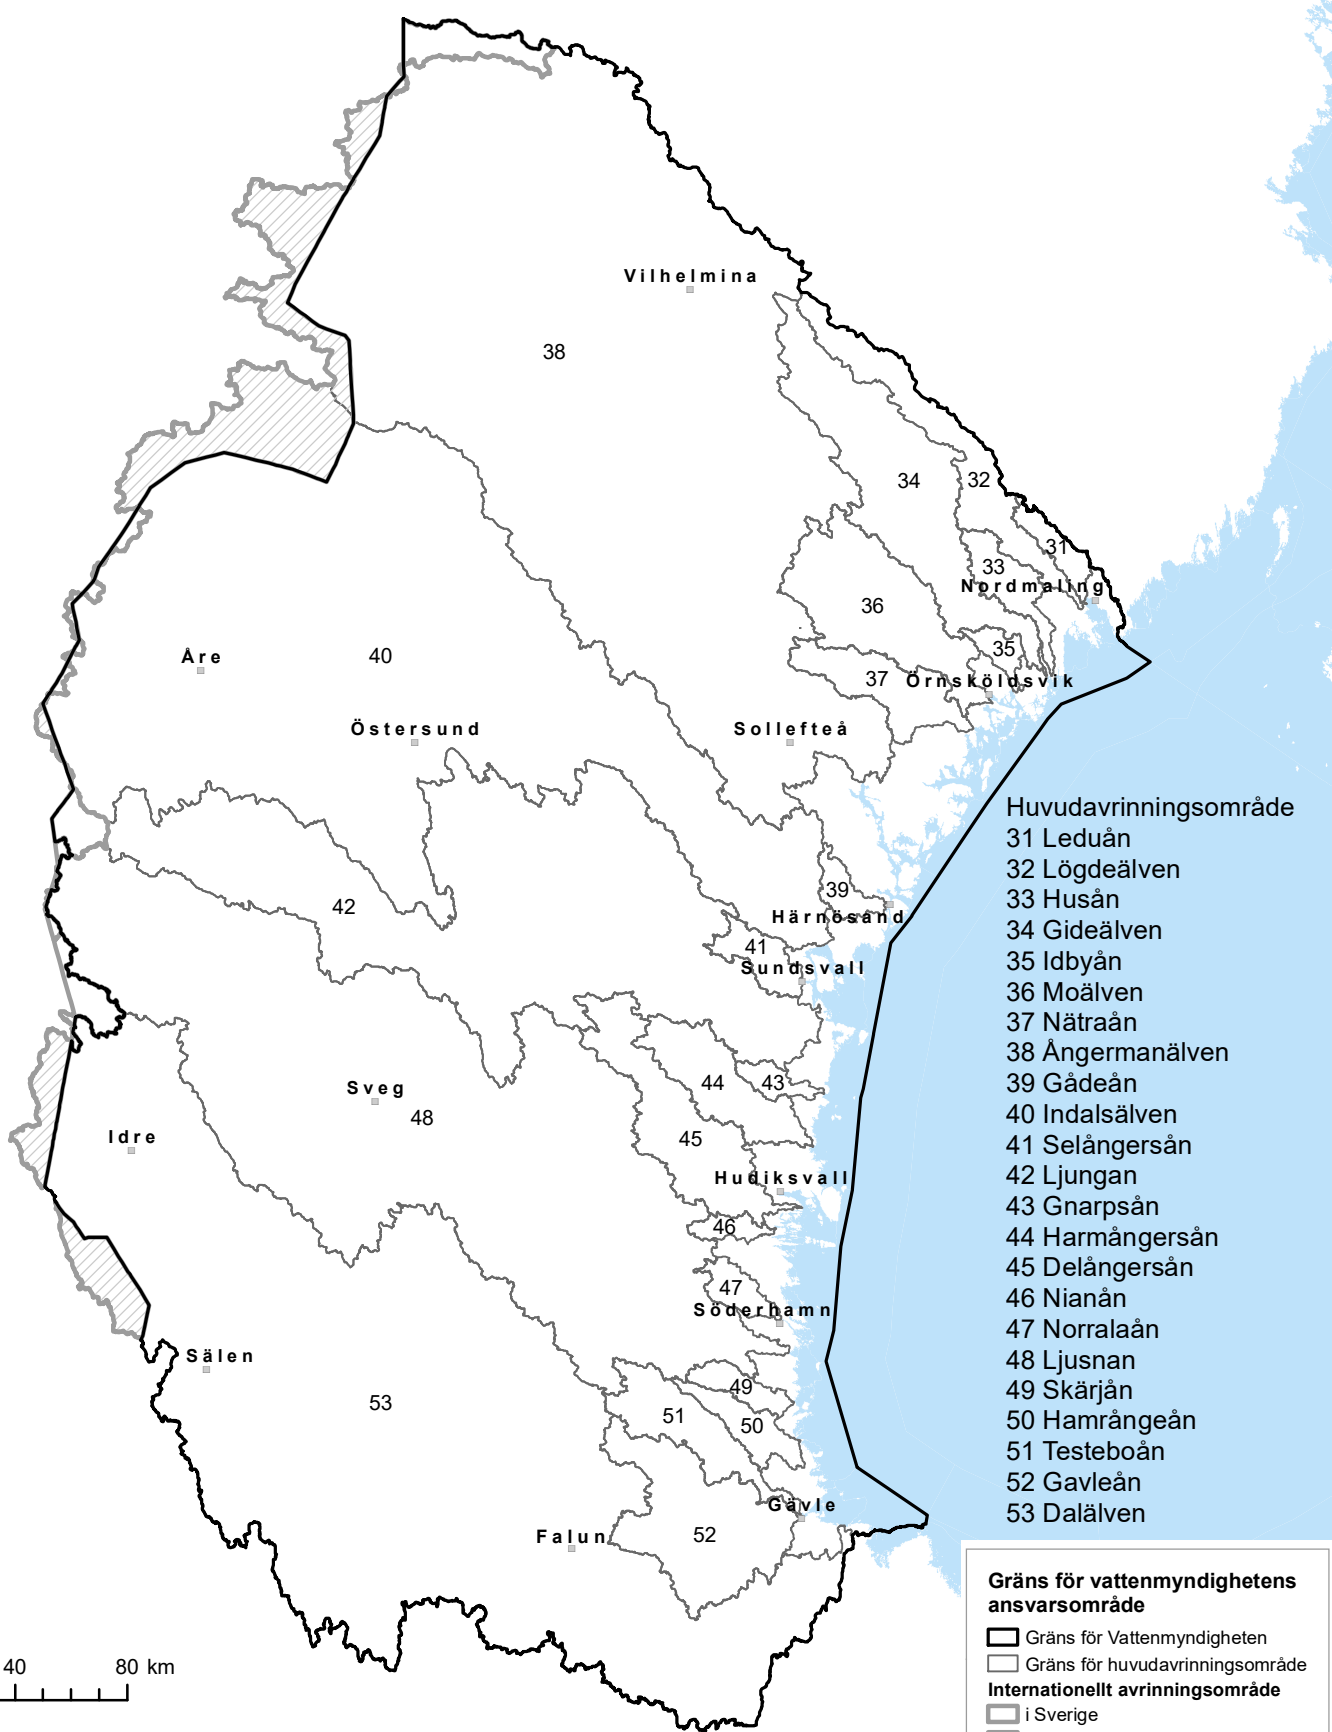 Vilhelmina
38
34
32
31
33
Nordmaling
36
35
Åre
40
37
Örnsköldsvik
Östersund
Sollefteå
Huvudavrinningsområde
31 Leduån
32 Lögdeälven
33 Husån
34 Gideälven
35 Idbyån
36 Moälven
37 Nätraån
38 Ångermanälven
39 Gådeån
40 Indalsälven
41 Selångersån
42 Ljungan
43 Gnarpsån
44 Harmångersån
45 Delångersån
46 Nianån
47 Norralaån
48 Ljusnan
49 Skärjån
50 Hamrångeån
51 Testeboån
52 Gavleån
53 Dalälven
39
42
Härnösand
41
Sundsvall
44
43
Sveg
48
45
Idre
Hudiksvall
46
47
Söderhamn
Sälen
49
53
51
50
Gävle
Falun
52
Gräns för vattenmyndighetens
ansvarsområde
Gräns för Vattenmyndigheten
Gräns för huvudavrinningsområde
Internationellt avrinningsområde
i Sverige
40
80 km